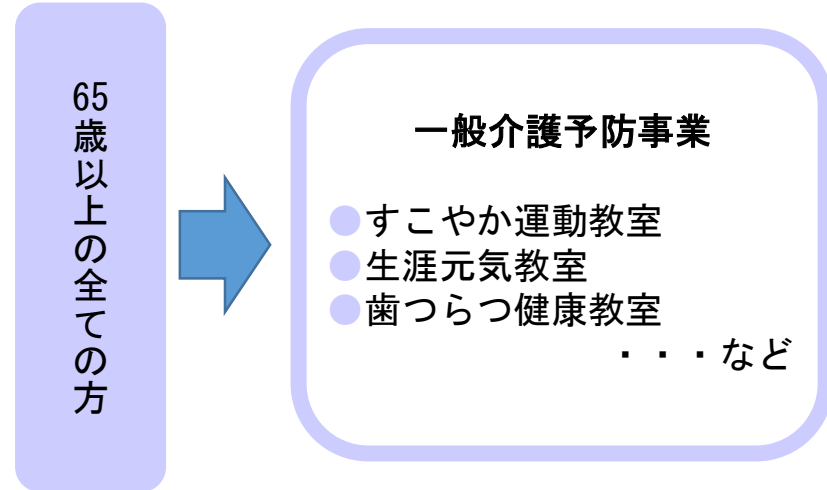 65歳以上の全ての方
一般介護予防事業
●すこやか運動教室
●生涯元気教室
●歯つらつ健康教室
・・・など